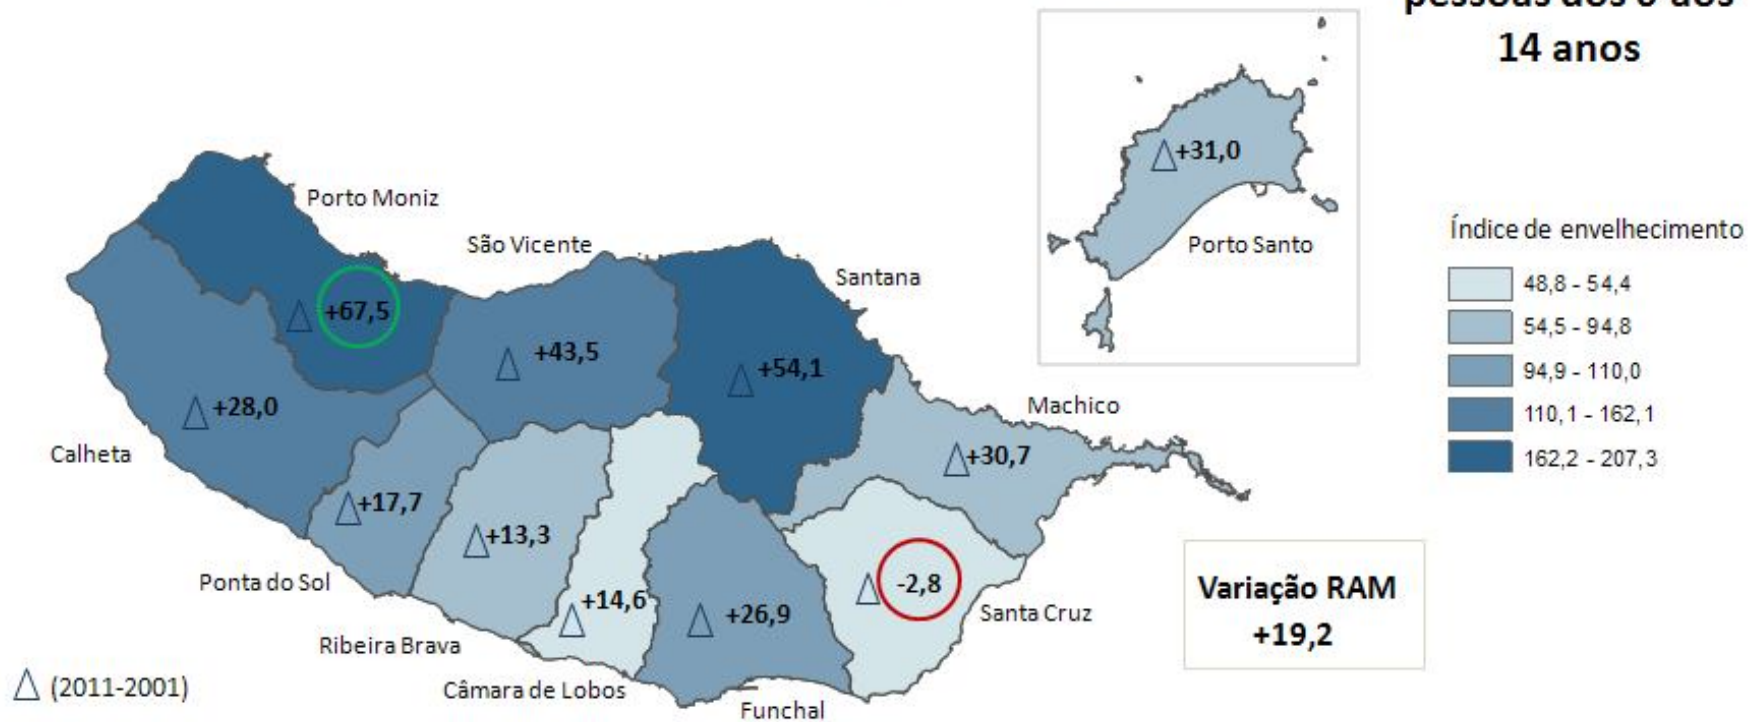 14 anos
+31,0
Porto Santo
Porto Moniz
São Vicente
Santana
+67,5
+43,5
+54,1
+28,0
Calheta
Machico
+30,7
+17,7
+13,3
Ponta do Sol
+14,6
+26,9
-2,8
Santa Cruz
Ribeira Brava
Câmara de Lobos
Funchal
(2011-2001)
Índice de envelhecimento
48,8 - 54,4
54,5 - 94,8
94,9 - 110,0
110,1 - 162,1
162,2 - 207,3
Variação RAM
+19,2